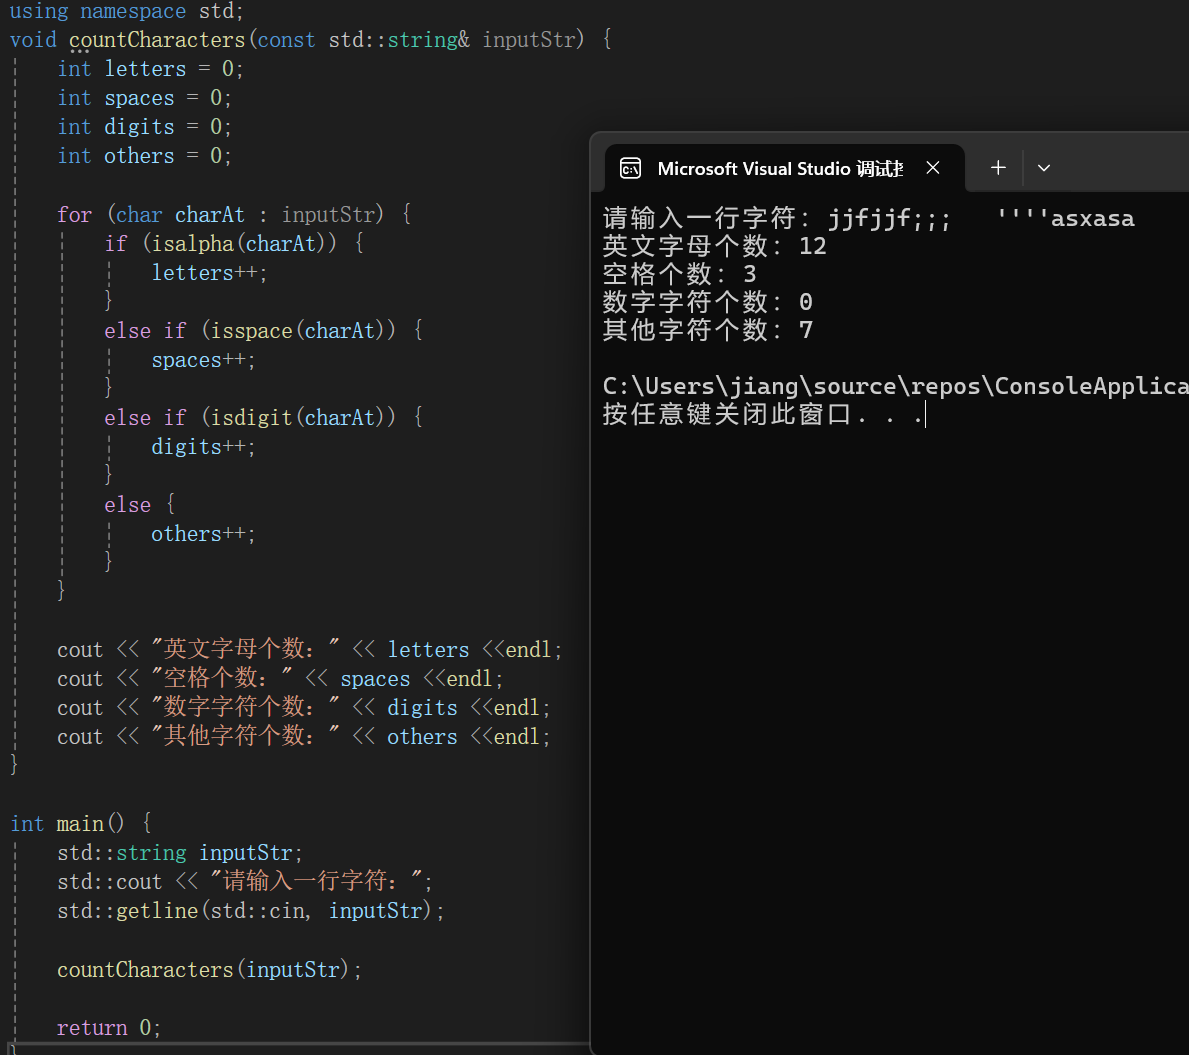 using namespace std;
void countCharacters(const std::string& inputStr) {
    int letters = 0;
    int spaces = 0;
    int digits = 0;
    int others = 0;

    for (char charAt : inputStr) {
        if (isalpha(charAt)) {
            letters++;
        }
        else if (isspace(charAt)) {
            spaces++;
        }
        else if (isdigit(charAt)) {
            digits++;
        }
        else {
            others++;
        }
    }

    cout << "英文字母个数：" << letters <<endl;
    cout << "空格个数：" << spaces <<endl;
    cout << "数字字符个数：" << digits <<endl;
    cout << "其他字符个数：" << others <<endl;
}

int main() {
    std::string inputStr;
    std::cout << "请输入一行字符：";
    std::getline(std::cin, inputStr);

    countCharacters(inputStr);

    return 0;
}
Microsoft Visual Studio 调试
请输入一行字符：jjfjjf;;;   ''''asxasa
英文字母个数：12
空格个数：3
数字字符个数：0
其他字符个数：7

C:\Users\jiang\source\repos\ConsoleApplica
按任意键关闭此窗口. . .